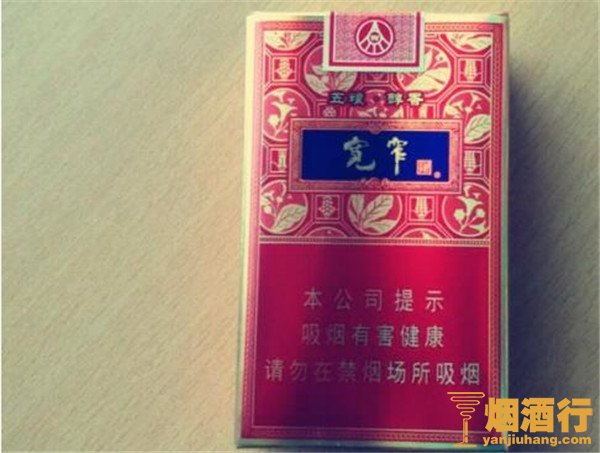 五粮·醇香
宽窄
本公司提示
吸烟有害健康
请勿在禁烟场所吸烟
烟酒行
yanjiuhang.com